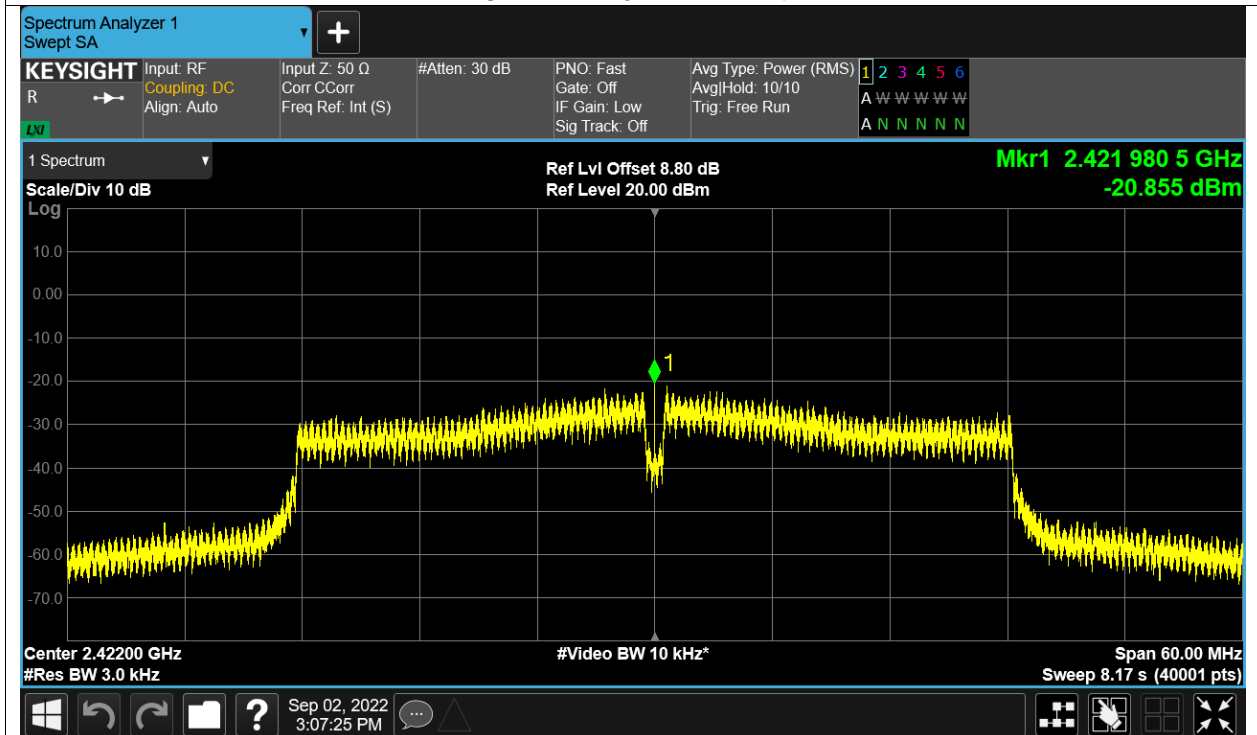 Spectrum Analyzer 1
Swept SA
+
KEYSIGHT
R
LXI
Input: RF
Coupling: DC
Align: Auto
Input Z: 50 Ω
Corr CCorr
Freq Ref: Int (S)
#Atten: 30 dB
PNO: Fast
Gate: Off
IF Gain: Low
Sig Track: Off
Avg Type: Power (RMS)
Avg|Hold: 10/10
Trig: Free Run
1 2 3 4 5 6
A W W W W W
A N N N N N
1 Spectrum
Scale/Div 10 dB
Ref Lvl Offset 8.80 dB
Ref Level 20.00 dBm
Mkr1 2.421 980 5 GHz
-20.855 dBm
Log
10.0
0.00
-10.0
-20.0
-30.0
-40.0
-50.0
-60.0
-70.0
1
Center 2.42200 GHz
#Res BW 3.0 kHz
#Video BW 10 kHz*
Span 60.00 MHz
Sweep 8.17 s (40001 pts)
?
Sep 02, 2022
3:07:25 PM